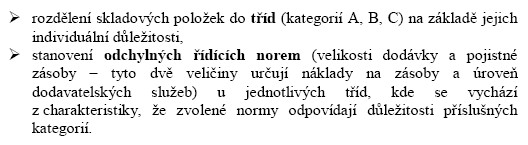 ➢ rozdělení skladových položek do tříd (kategorií A, B, C) na základě jejich
individuální důležitosti,
➢ stanovení odchylných řídících norem (velikosti dodávky a pojistné
zásoby – tyto dvě veličiny určují náklady na zásoby a úroveň
dodavatelských služeb) u jednotlivých tříd, kde se vychází
z charakteristiky, že zvolené normy odpovídají důležitosti příslušných
kategorií.